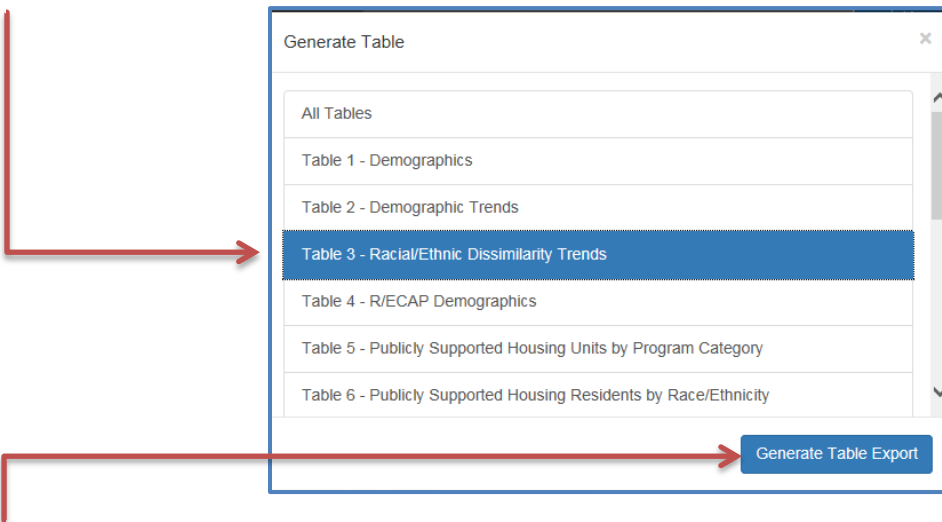 Generate Table ×
All Tables
Table 1 - Demographics
Table 2 - Demographic Trends
Table 3 - Racial/Ethnic Dissimilarity Trends
Table 4 - R/ECAP Demographics
Table 5 - Publicly Supported Housing Units by Program Category
Table 6 - Publicly Supported Housing Residents by Race/Ethnicity
Generate Table Export